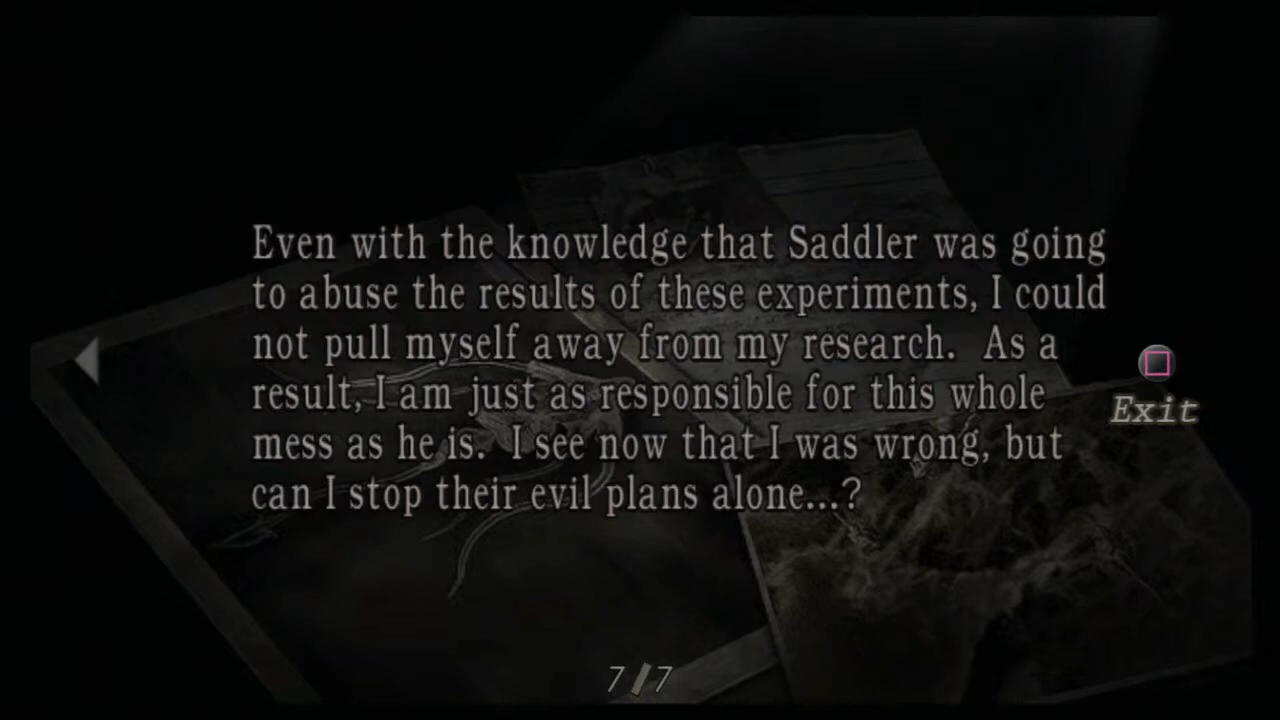 Even with the knowledge that Saddler was going
to abuse the results of these experiments, I could
not pull myself away from my research.  As a
result, I am just as responsible for this whole
mess as he is.  I see now that I was wrong, but
can I stop their evil plans alone...?
Exit
7/7